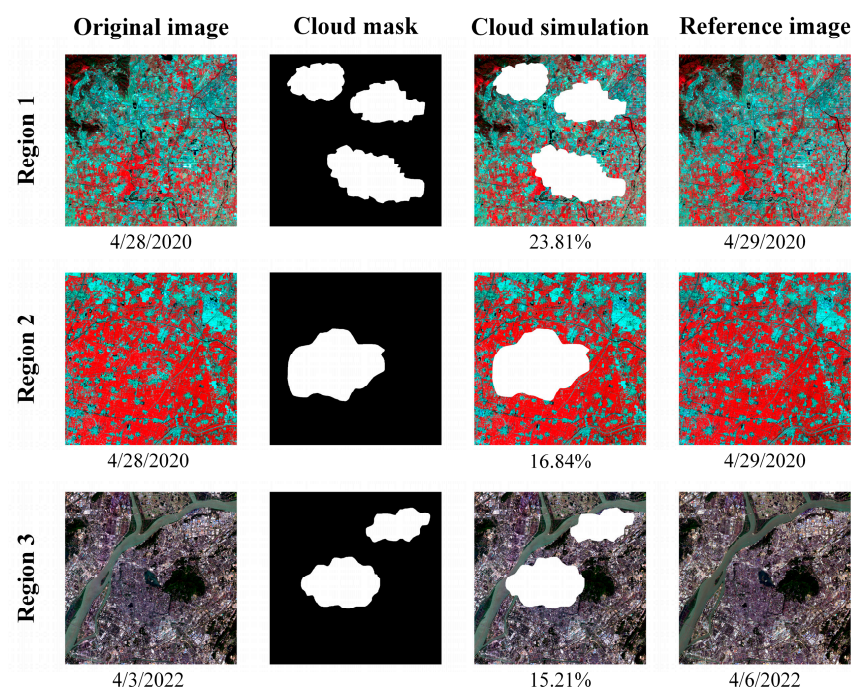 Original image Cloud mask Cloud simulation Reference image
Region 1
4/28/2020 23.81% 4/29/2020
Region 2
4/28/2020 16.84% 4/29/2020
Region 3
4/3/2022 15.21% 4/6/2022